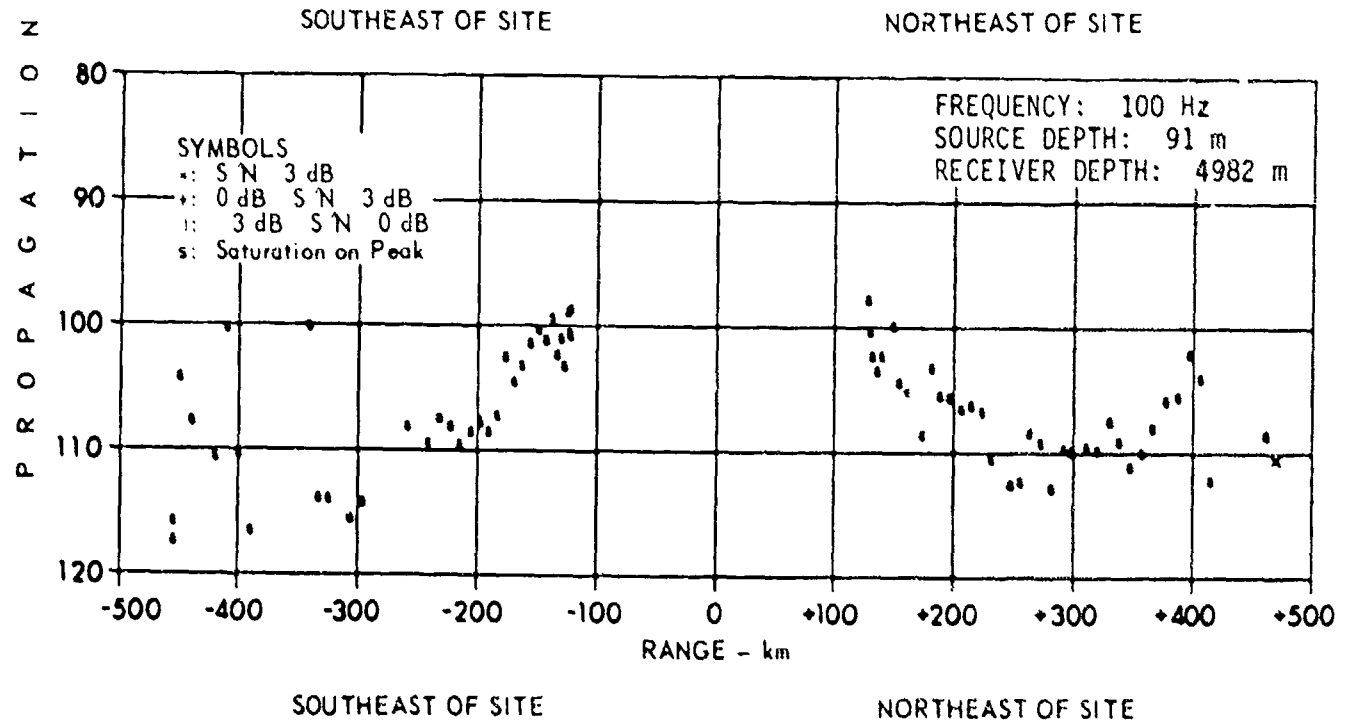 SOUTHEAST OF SITE
NORTHEAST OF SITE
PROPAGATION
80
90
100
110
120
FREQUENCY: 100 Hz
SOURCE DEPTH: 91 m
RECEIVER DEPTH: 4982 m
SYMBOLS
x: S N 3 dB
+: 0 dB S N 3 dB
: 3 dB S N 0 dB
s: Saturation on Peak
-500 -400 -300 -200 -100 0 +100 +200 +300 +400 +500
RANGE - km
SOUTHEAST OF SITE
NORTHEAST OF SITE